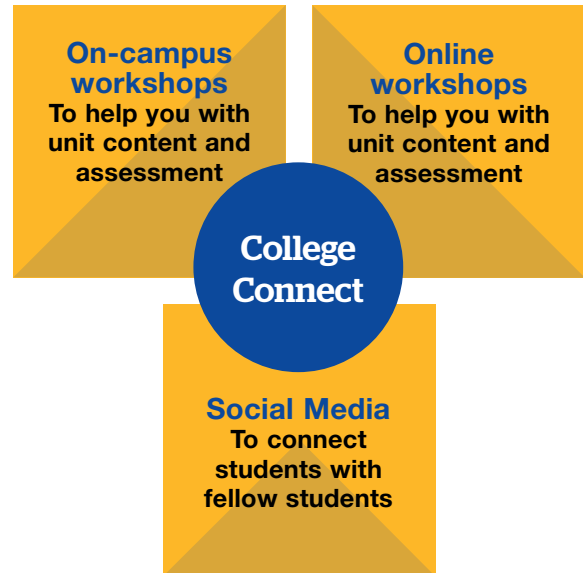 On-campus
workshops
To help you with
unit content and
assessment
Online
workshops
To help you with
unit content and
assessment
College
Connect
Social Media
To connect
students with
fellow students